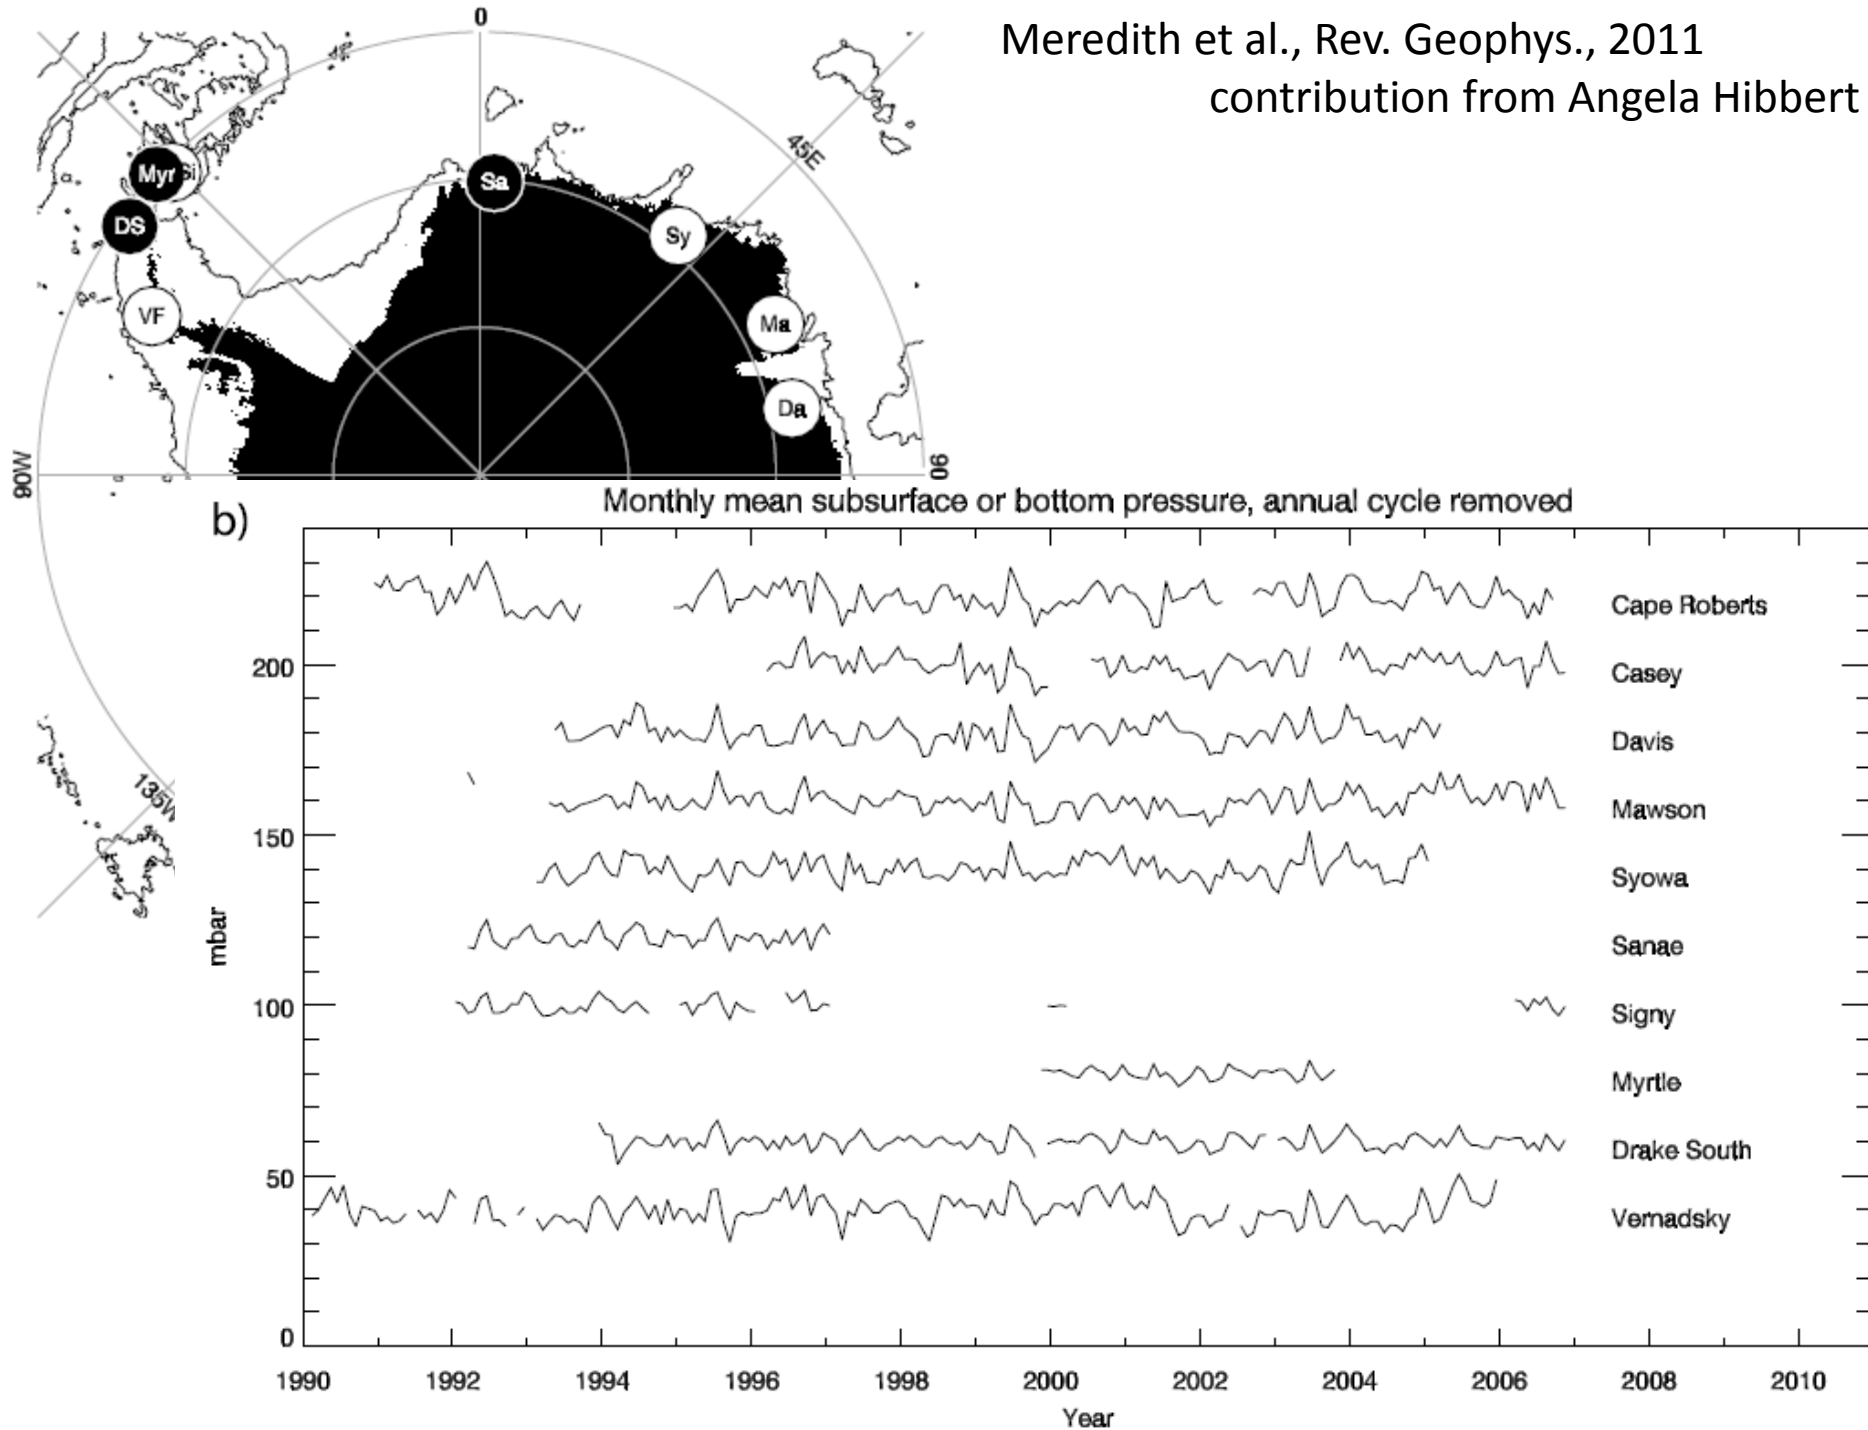 Meredith et al., Rev. Geophys., 2011
contribution from Angela Hibbert
0
45E
90W
135W
Myr
DS
VF
Sa
Sy
Ma
Da
b)
Monthly mean subsurface or bottom pressure, annual cycle removed
Cape Roberts
200
Casey
Davis
Mawson
150
Syowa
mbar
Sanae
100
Signy
Myrtle
Drake South
50
Vernadsky
0
1990 1992 1994 1996 1998 2000 2002 2004 2006 2008 2010
Year